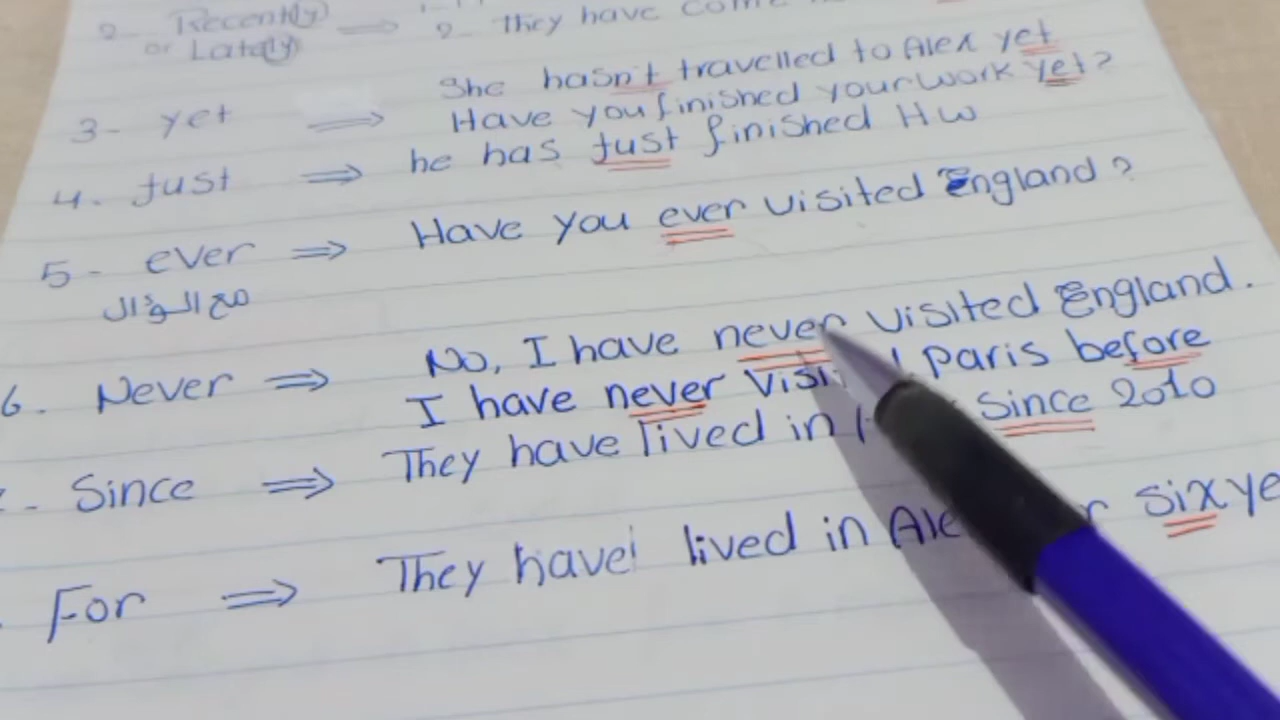 2- Recently => 2- They have come
or Lately
3- yet => She hasn't travelled to Alex yet
Have you finished your work yet?
4. Just => he has Just finished Hw
5- ever => Have you ever visited England?
مع السؤال
6. Never => No, I have never visited England.
I have never Paris before
- Since => They have lived in Since 2010
. For => They have lived in six